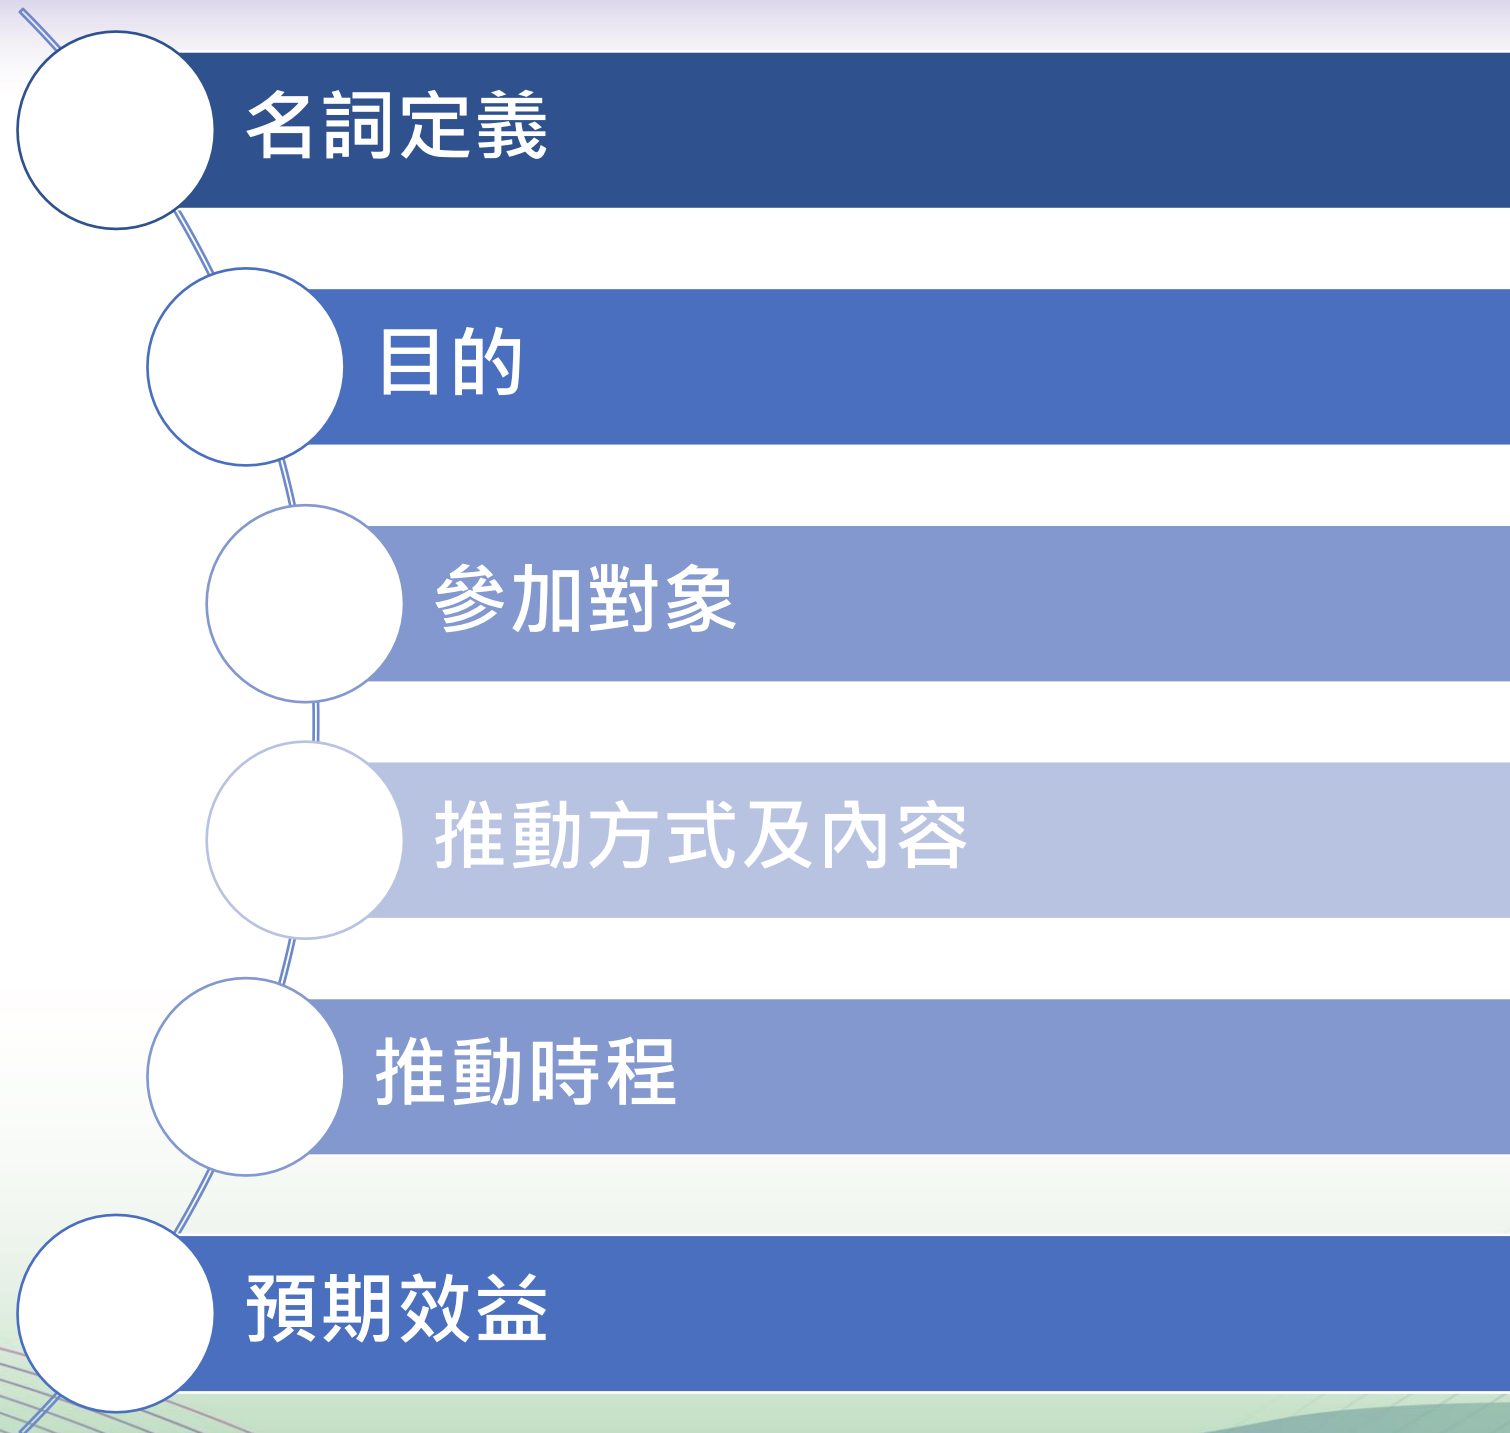 名詞定義
目的
參加對象
推動方式及內容
推動時程
預期效益